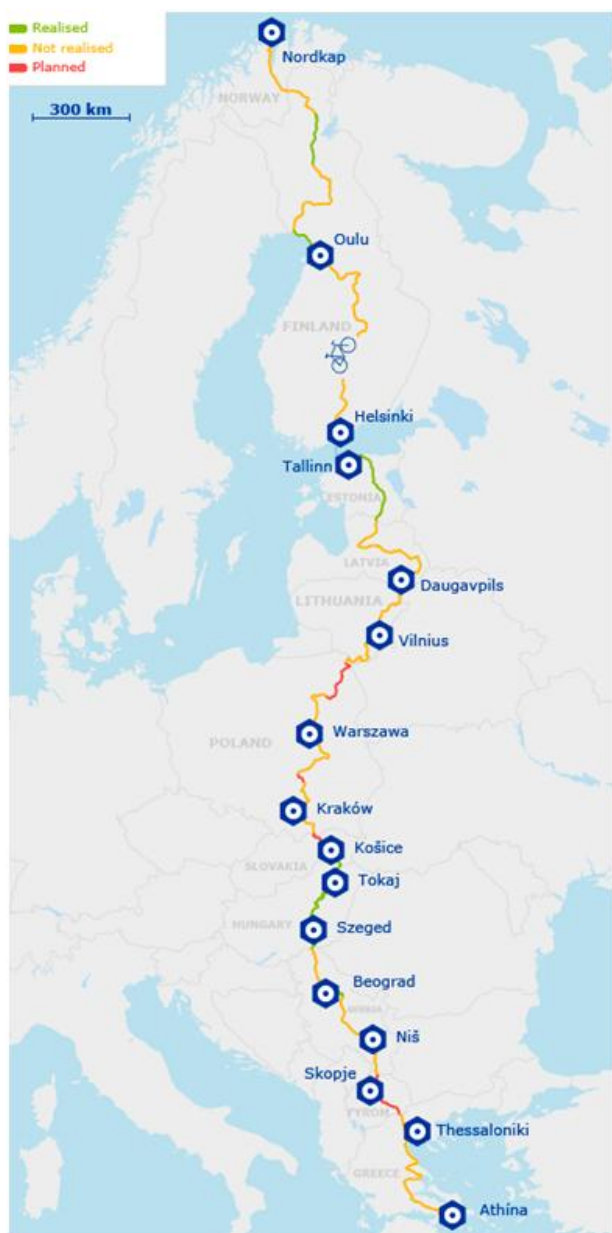 Realised
Not realised
Planned
Nordkap
NORWAY
300 km
Oulu
FINLAND
Helsinki
Tallinn
ESTONIA
LATVIA
Daugavpils
LITHUANIA
Vilnius
Warszawa
POLAND
Kraków
Košice
SLOVAKIA
Tokaj
HUNGARY
Szeged
Beograd
SERBIA
Niš
Skopje
FYROM
Thessaloniki
GREECE
Athína